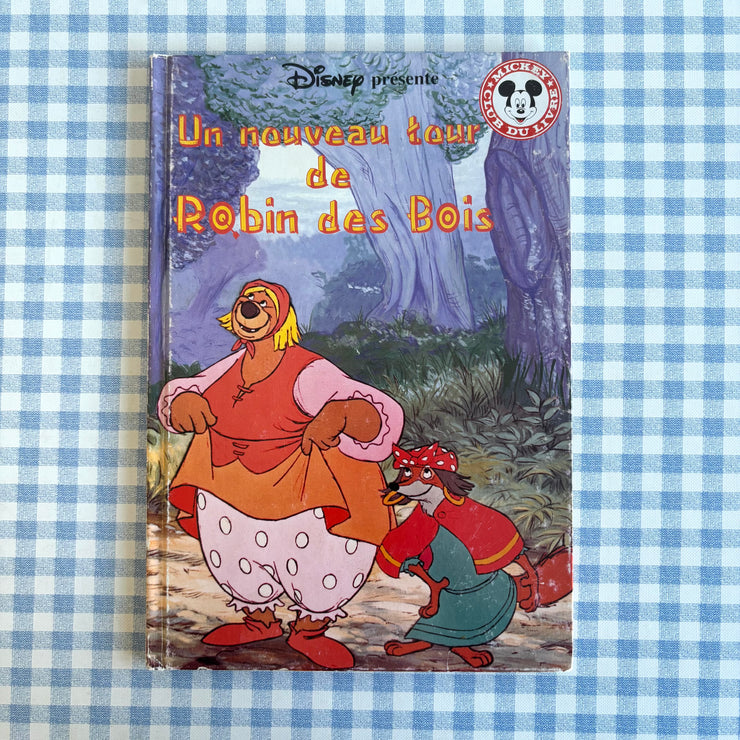 Disney présente
MICKEY
CLUB DU LIVRE
Un nouveau tour
de
Robin des Bois